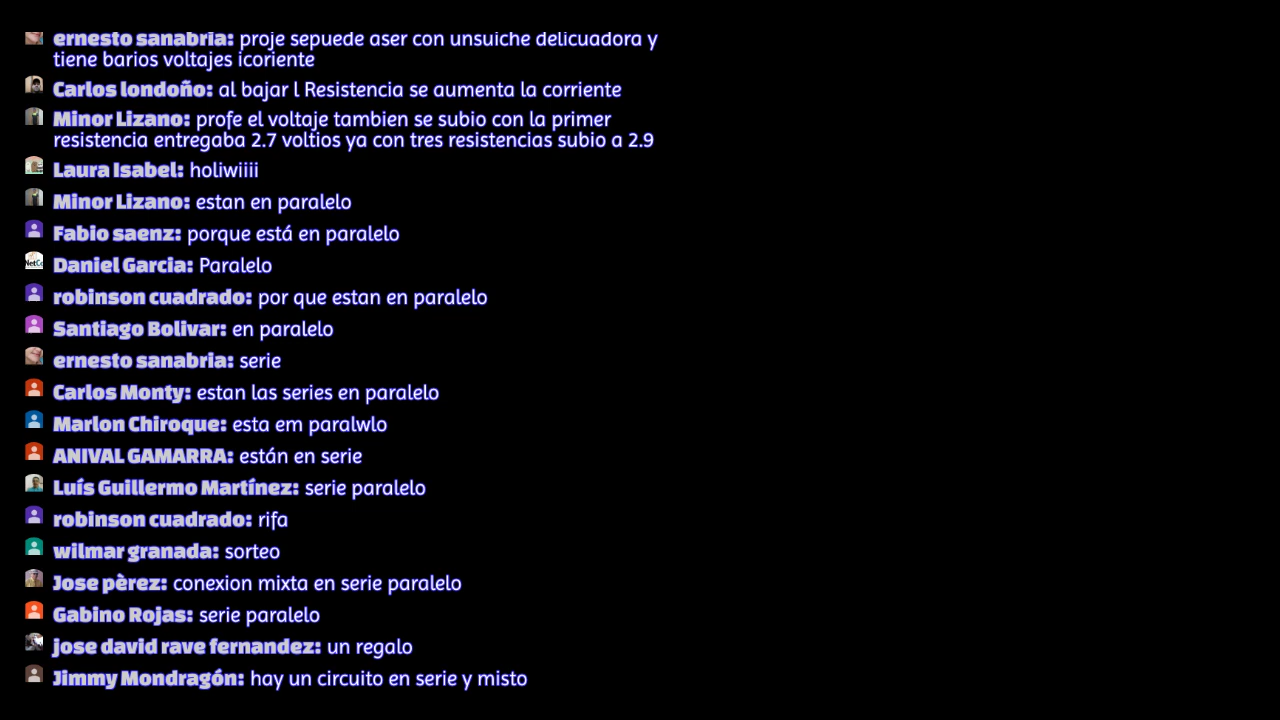 ernesto sanabria: proje sepuede aser con unsuiche delicuadora y
tiene barios voltajes icoriente
Carlos londoño: al bajar l Resistencia se aumenta la corriente
Minor Lizano: profe el voltaje tambien se subio con la primer
resistencia entregaba 2.7 voltios ya con tres resistencias subio a 2.9
Laura Isabel: holiwiiii
Minor Lizano: estan en paralelo
Fabio saenz: porque está en paralelo
Daniel Garcia: Paralelo
robinson cuadrado: por que estan en paralelo
Santiago Bolivar: en paralelo
ernesto sanabria: serie
Carlos Monty: estan las series en paralelo
Marlon Chiroque: esta em paralwlo
ANIVAL GAMARRA: están en serie
Luís Guillermo Martínez: serie paralelo
robinson cuadrado: rifa
wilmar granada: sorteo
Jose pèrez: conexion mixta en serie paralelo
Gabino Rojas: serie paralelo
jose david rave fernandez: un regalo
Jimmy Mondragón: hay un circuito en serie y misto